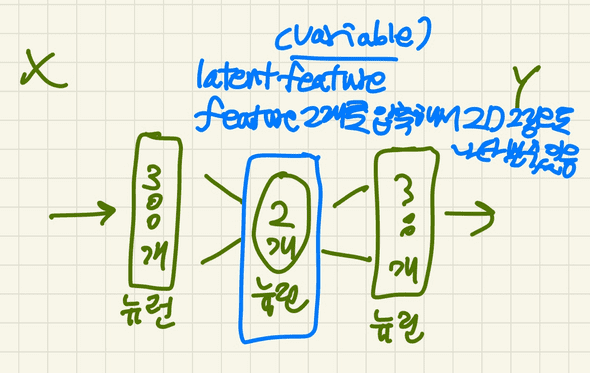 (variable)
X
latent feature
Y
feature 2개를 압축해서 2D 그림으로
나타낼 수 있음
300개
뉴런
2개
뉴런
300개
뉴런